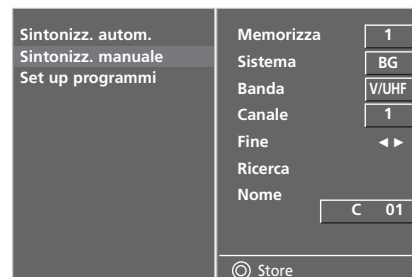 Sintonizz. autom.
Sintonizz. manuale
Set up programmi
Memorizza 1
Sistema BG
Banda V/UHF
Canale 1
Fine ◄ ►
Ricerca
Nome
C 01
Store